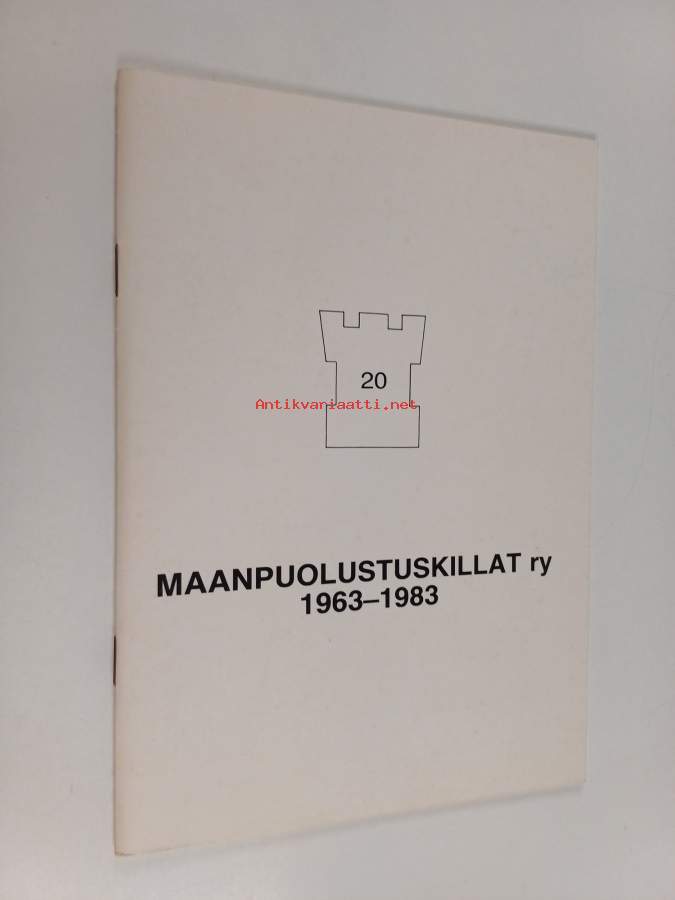 20
Antikvariaatti.net
MAANPUOLUSTUSKILLAT ry
1963–1983